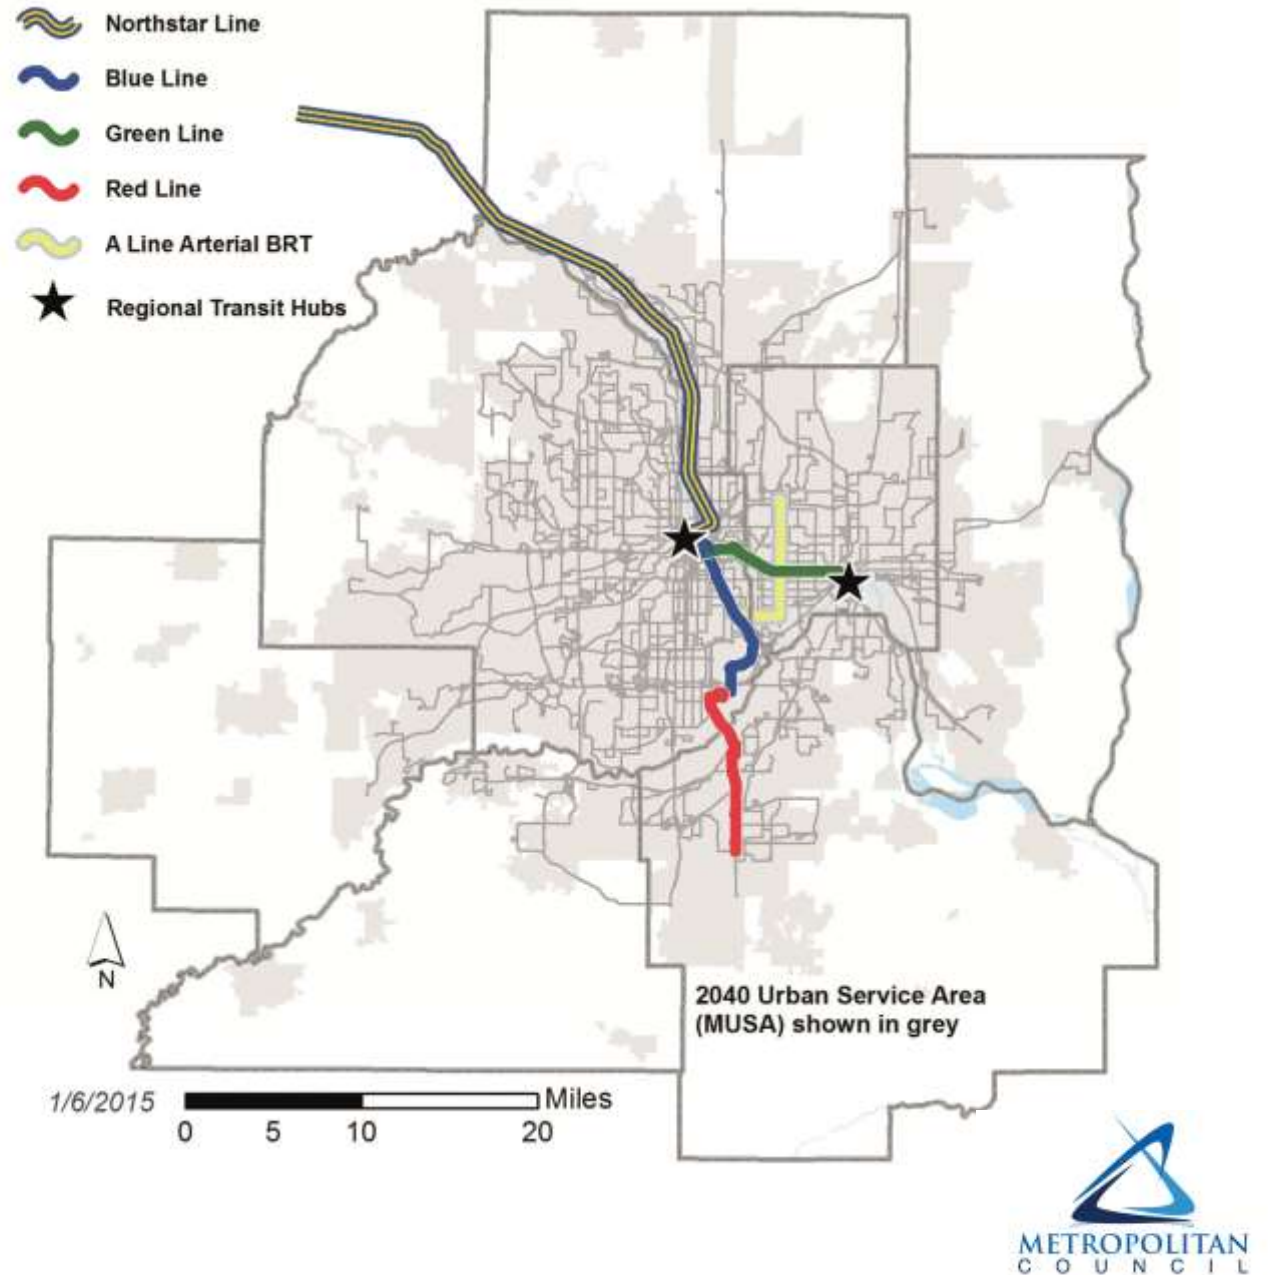 Northstar Line
Blue Line
Green Line
Red Line
A Line Arterial BRT
Regional Transit Hubs
N
2040 Urban Service Area
(MUSA) shown in grey
1/6/2015
Miles
0 5 10 20
METROPOLITAN
COUNCIL